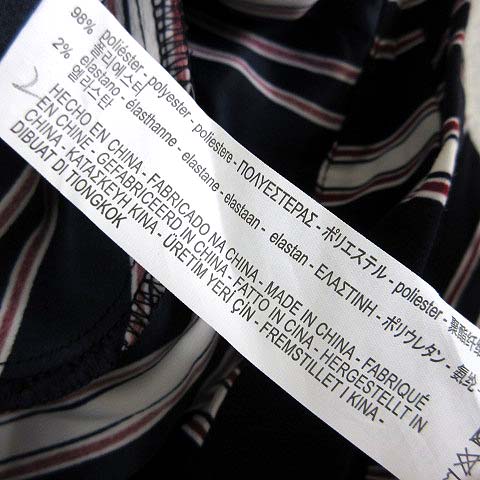 98% poliéster - polyester - poliestere - ΠΟΛΥΕΣΤΕΡΑΣ - ポリエステル - poliester -
폴리에스터
2% elastano - élasthanne - elastane - elastaan - elastan - ΕΛΑΣΤΙΝΗ - ポリウレタン -
엘라스탄
HECHO EN CHINA - FABRICADO NA CHINA - MADE IN CHINA - FABRIQUÉ
EN CHINE - GEFABRICEERD IN CHINA - FATTO IN CINA - HERGESTELLT IN
CHINA - ΚΑΤΑΣΚΕΥΗ ΚΙΝΑ - ÜRETİM YERİ ÇİN - FREMSTILLET I KINA -
DIBUAT DI TIONGKOK